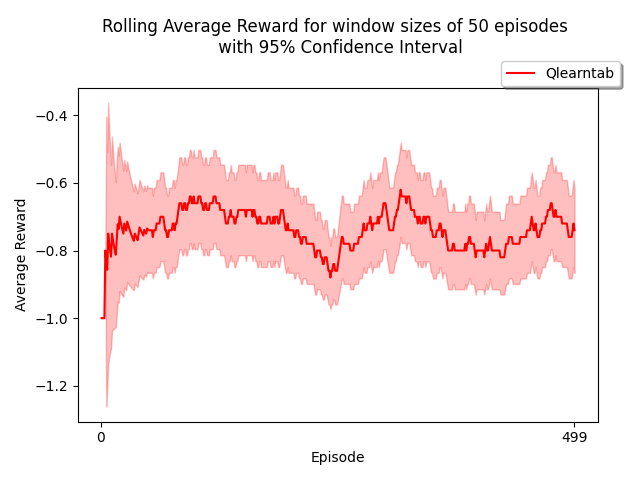 Rolling Average Reward for window sizes of 50 episodes
with 95% Confidence Interval
Qlearntab
−0.4
−0.6
−0.8
−1.0
−1.2
Average Reward
0
499
Episode